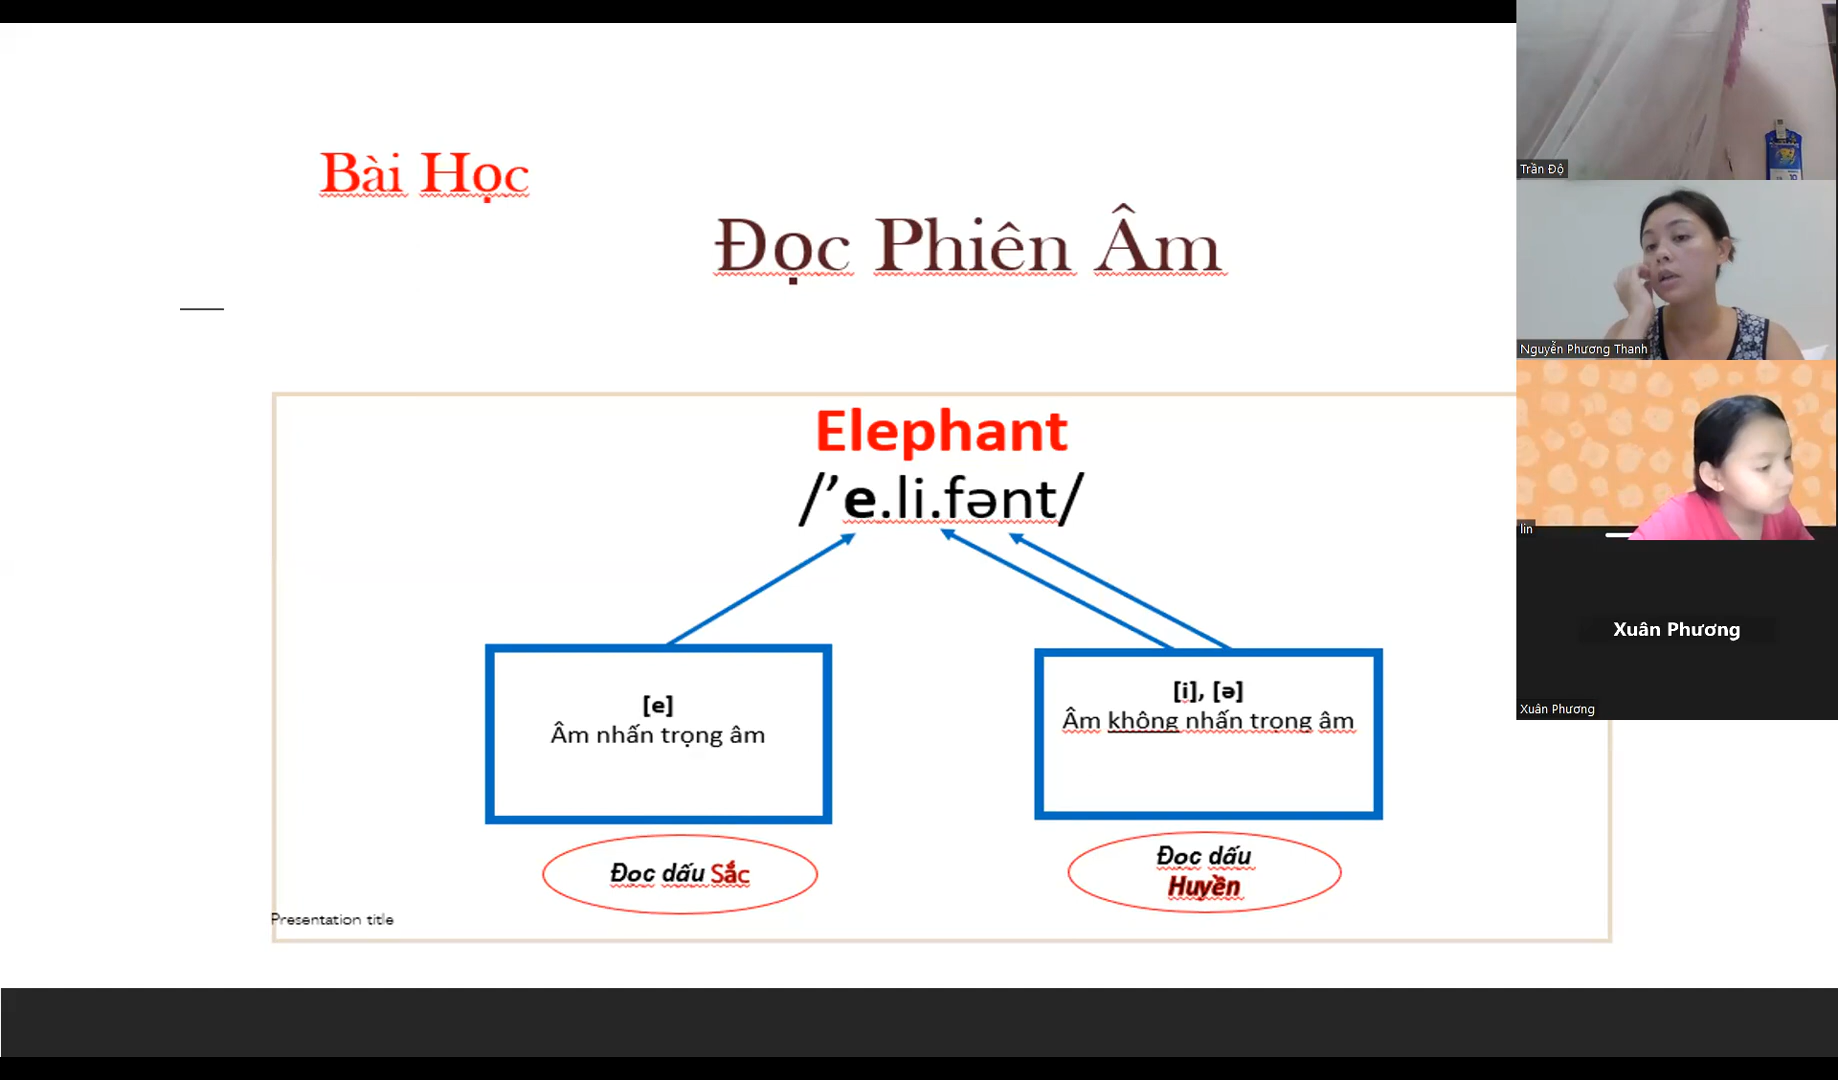 Bài Học
Đọc Phiên Âm
Elephant
/’e.li.fənt/
[e]
Âm nhấn trọng âm
[i], [ə]
Âm không nhấn trọng âm
Đọc dấu Sắc
Đọc dấu
Huyền
Presentation title
Trần Độ
Nguyễn Phương Thanh
lin
Xuân Phương
Xuân Phương